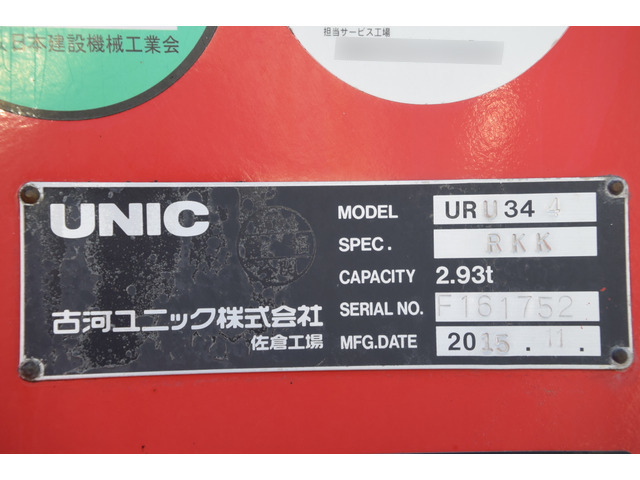 日本建設機械工業会
担当サービス工場
UNIC
MODEL URU344
SPEC. RKK
CAPACITY 2.93t
SERIAL NO. F161752
MFG.DATE 2015.11.
古河ユニック株式会社
佐倉工場